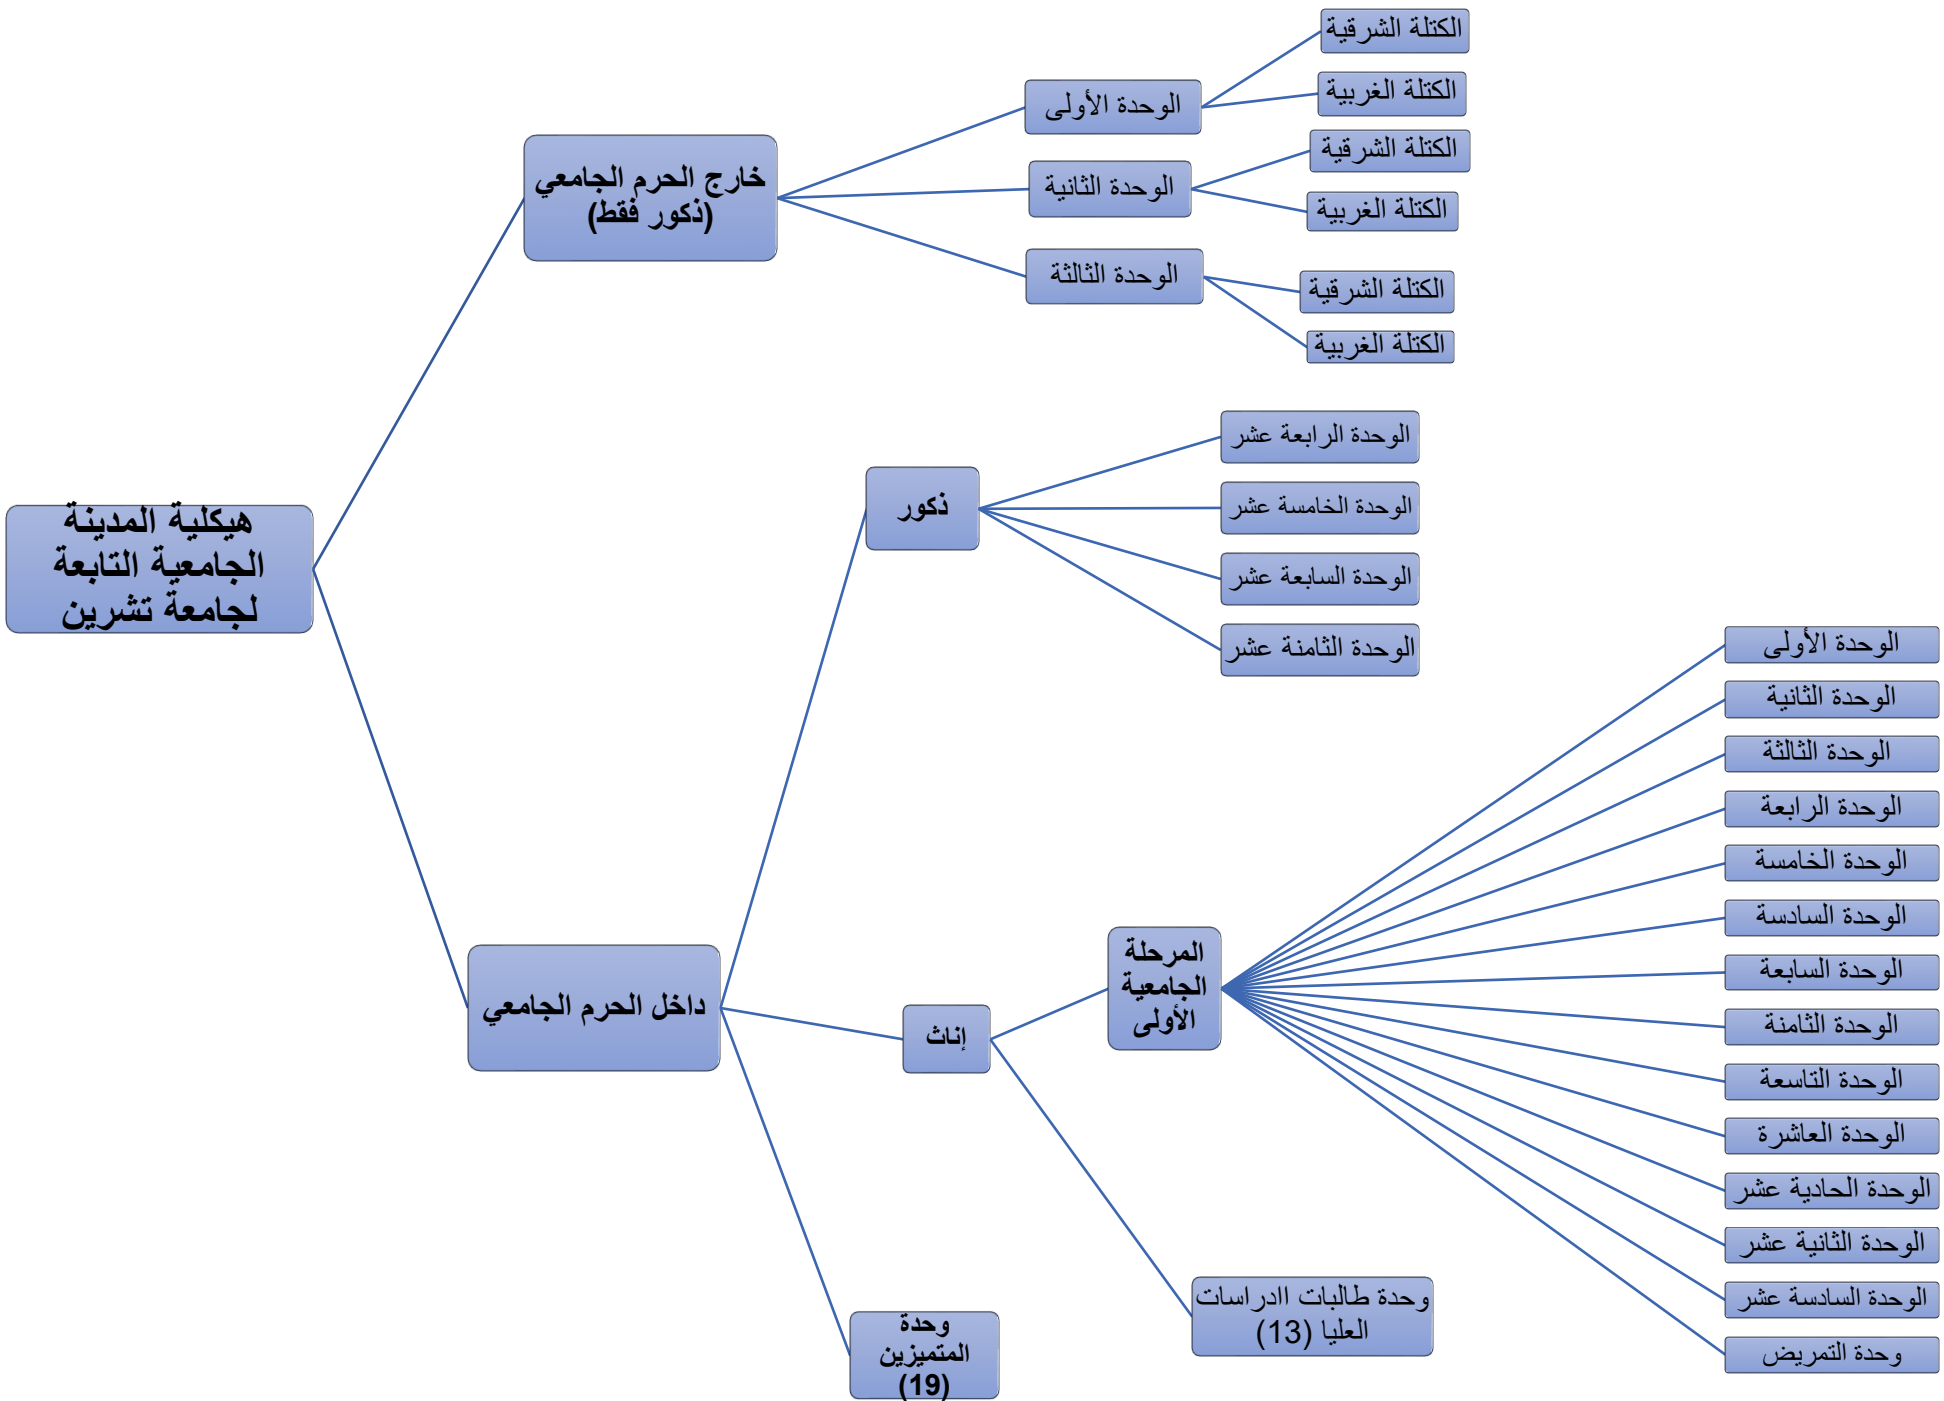 هيكلية المدينة
الجامعية التابعة
لجامعة تشرين
خارج الحرم الجامعي
(ذكور فقط)
الوحدة الأولى
الكتلة الشرقية
الكتلة الغربية
الوحدة الثانية
الكتلة الشرقية
الكتلة الغربية
الوحدة الثالثة
الكتلة الشرقية
الكتلة الغربية
داخل الحرم الجامعي
ذكور
الوحدة الرابعة عشر
الوحدة الخامسة عشر
الوحدة السابعة عشر
الوحدة الثامنة عشر
إناث
المرحلة
الجامعية
الأولى
الوحدة الأولى
الوحدة الثانية
الوحدة الثالثة
الوحدة الرابعة
الوحدة الخامسة
الوحدة السادسة
الوحدة السابعة
الوحدة الثامنة
الوحدة التاسعة
الوحدة العاشرة
الوحدة الحادية عشر
الوحدة الثانية عشر
الوحدة السادسة عشر
وحدة التمريض
وحدة طالبات اادراسات
العليا (13)
وحدة
المتميزين
(19)